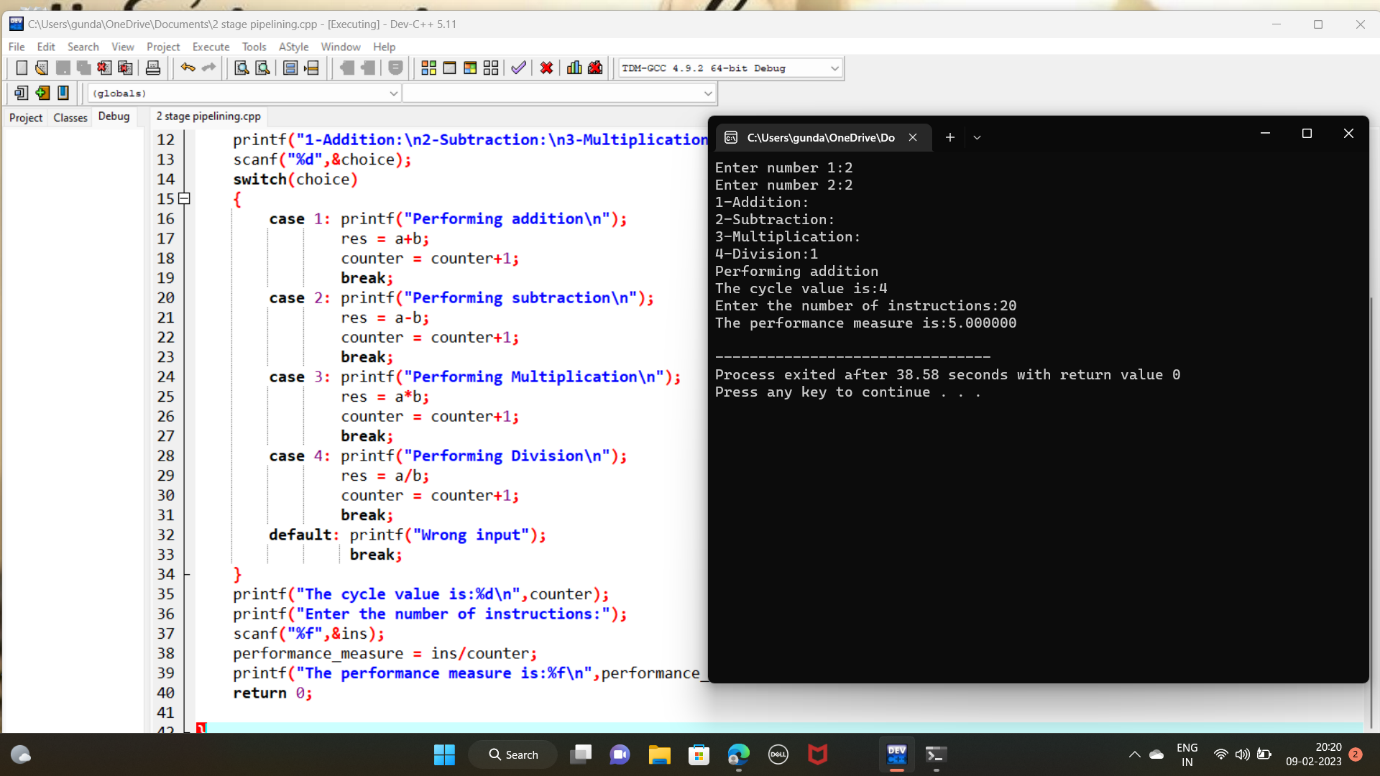 C:\Users\gunda\OneDrive\Documents\2 stage pipelining.cpp - [Executing] - Dev-C++ 5.11
File Edit Search View Project Execute Tools AStyle Window Help
TDM-GCC 4.9.2 64-bit Debug
(globals)
Project Classes Debug
2 stage pipelining.cpp
12 printf("1-Addition:\n2-Subtraction:\n3-Multiplication
13 scanf("%d",&choice);
14 switch(choice)
15 {
16 case 1: printf("Performing addition\n");
17 res = a+b;
18 counter = counter+1;
19 break;
20 case 2: printf("Performing subtraction\n");
21 res = a-b;
22 counter = counter+1;
23 break;
24 case 3: printf("Performing Multiplication\n");
25 res = a*b;
26 counter = counter+1;
27 break;
28 case 4: printf("Performing Division\n");
29 res = a/b;
30 counter = counter+1;
31 break;
32 default: printf("Wrong input");
33 break;
34 }
35 printf("The cycle value is:%d\n",counter);
36 printf("Enter the number of instructions:");
37 scanf("%f",&ins);
38 performance_measure = ins/counter;
39 printf("The performance measure is:%f\n",performance_
40 return 0;
41
42 }
C:\Users\gunda\OneDrive\Do
Enter number 1:2
Enter number 2:2
1-Addition:
2-Subtraction:
3-Multiplication:
4-Division:1
Performing addition
The cycle value is:4
Enter the number of instructions:20
The performance measure is:5.000000
--------------------------------
Process exited after 38.58 seconds with return value 0
Press any key to continue . . .
Search
DELL
DEV
ENG
IN
20:20
09-02-2023
2